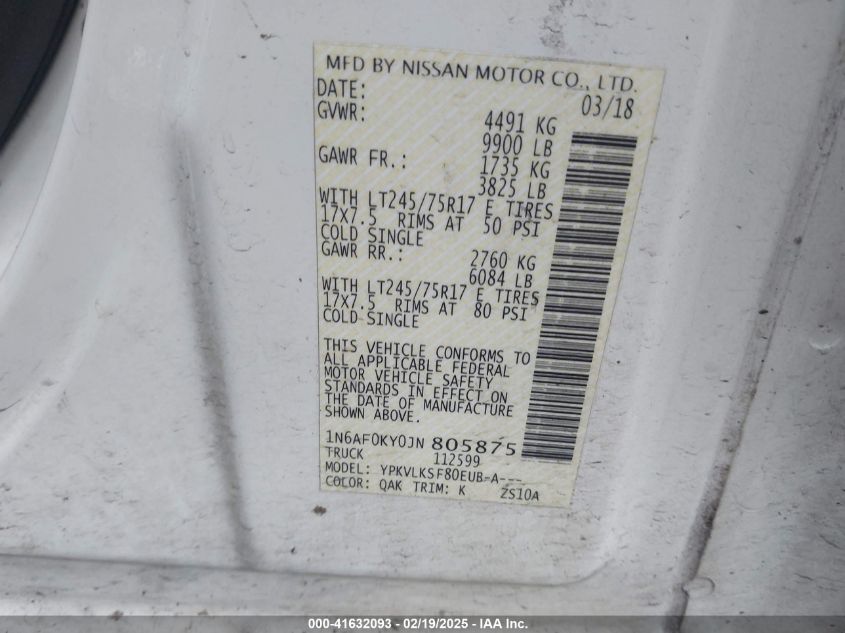 MFD BY NISSAN MOTOR CO., LTD.
DATE: 03/18
GVWR: 4491 KG
9900 LB
GAWR FR.: 1735 KG
3825 LB
WITH LT245/75R17 E TIRES
17X7.5 RIMS AT 50 PSI
COLD SINGLE
GAWR RR.: 2760 KG
6084 LB
WITH LT245/75R17 E TIRES
17X7.5 RIMS AT 80 PSI
COLD SINGLE
THIS VEHICLE CONFORMS TO
ALL APPLICABLE FEDERAL
MOTOR VEHICLE SAFETY
STANDARDS IN EFFECT ON
THE DATE OF MANUFACTURE
SHOWN ABOVE.
1N6AF0KY0JN 805875
TRUCK 112599
MODEL: YPKVLKSF80EUB-A---
COLOR: QAK TRIM: K ZS10A
000-41632093 - 02/19/2025 - IAA Inc.